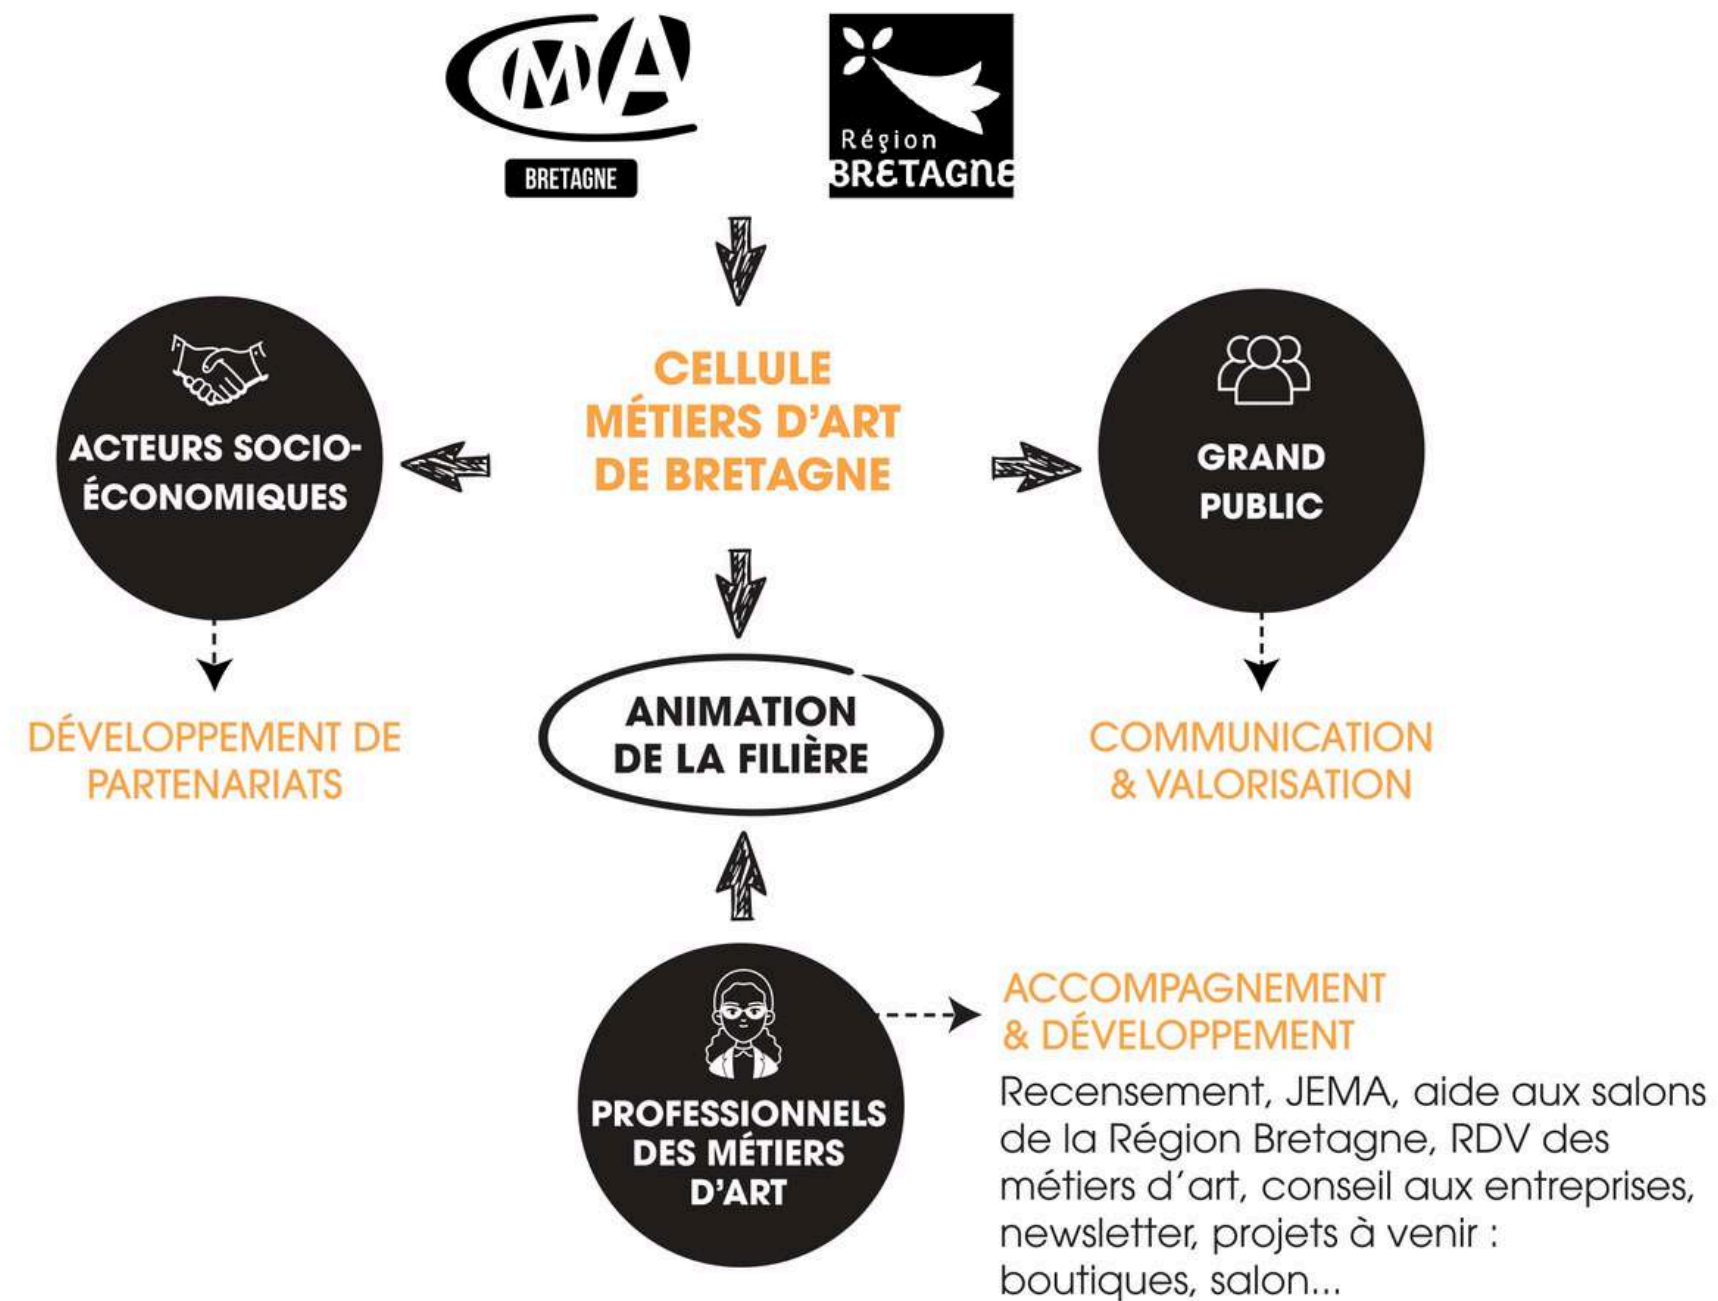 CMA
BRETAGNE
Région
BRETAGNE
CELLULE
MÉTIERS D'ART
DE BRETAGNE
ACTEURS SOCIO-
ÉCONOMIQUES
GRAND
PUBLIC
DÉVELOPPEMENT DE
PARTENARIATS
ANIMATION
DE LA FILIÈRE
COMMUNICATION
& VALORISATION
PROFESSIONNELS
DES MÉTIERS
D'ART
ACCOMPAGNEMENT
& DÉVELOPPEMENT
Recensement, JEMA, aide aux salons
de la Région Bretagne, RDV des
métiers d'art, conseil aux entreprises,
newsletter, projets à venir :
boutiques, salon...